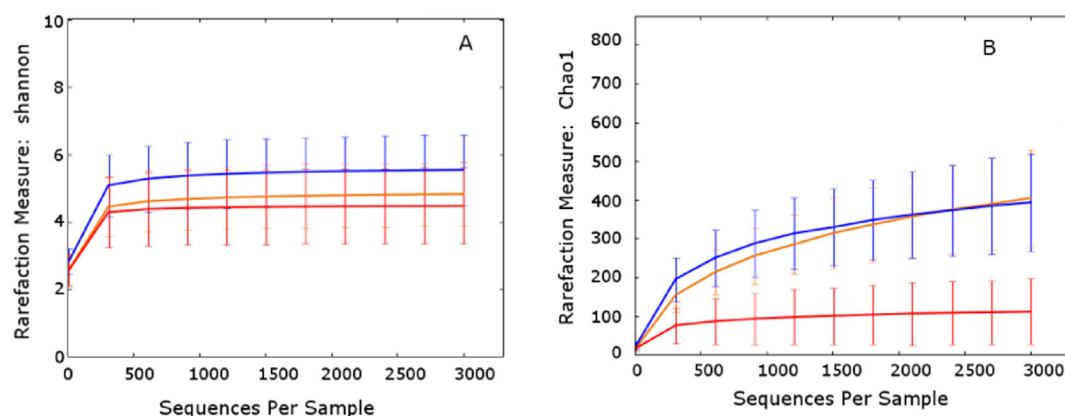 A
Rarefaction Measure: shannon
10
8
6
4
2
0
0 500 1000 1500 2000 2500 3000
Sequences Per Sample
B
Rarefaction Measure: Chao1
800
700
600
500
400
300
200
100
0
0 500 1000 1500 2000 2500 3000
Sequences Per Sample